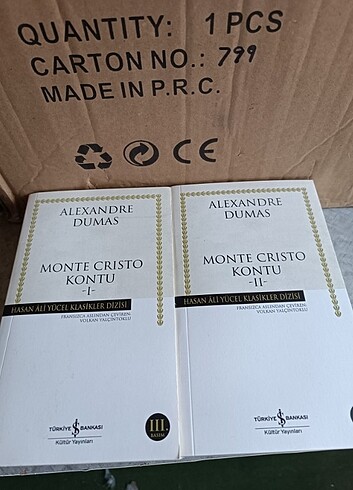 QUANTITY: 1 PCS
CARTON NO.: 799
MADE IN P.R.C.
CE
ALEXANDRE
DUMAS
MONTE CRISTO
KONTU
-I-
HASAN ÂLİ YÜCEL KLASİKLER DİZİSİ
FRANSIZCA ASLINDAN ÇEVİREN:
VOLKAN YALÇINTOKLU
III.
BASIM
TÜRKİYE İŞ BANKASI
Kültür Yayınları
ALEXANDRE
DUMAS
MONTE CRISTO
KONTU
-II-
HASAN ÂLİ YÜCEL KLASİKLER DİZİSİ
FRANSIZCA ASLINDAN ÇEVİREN:
VOLKAN YALÇINTOKLU
TÜRKİYE İŞ BANKASI
Kültür Yayınları